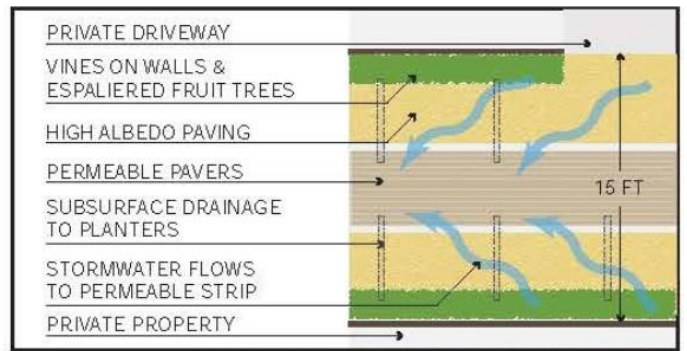 PRIVATE DRIVEWAY
VINES ON WALLS &
ESPALIERED FRUIT TREES
HIGH ALBEDO PAVING
PERMEABLE PAVERS
15 FT
SUBSURFACE DRAINAGE
TO PLANTERS
STORMWATER FLOWS
TO PERMEABLE STRIP
PRIVATE PROPERTY